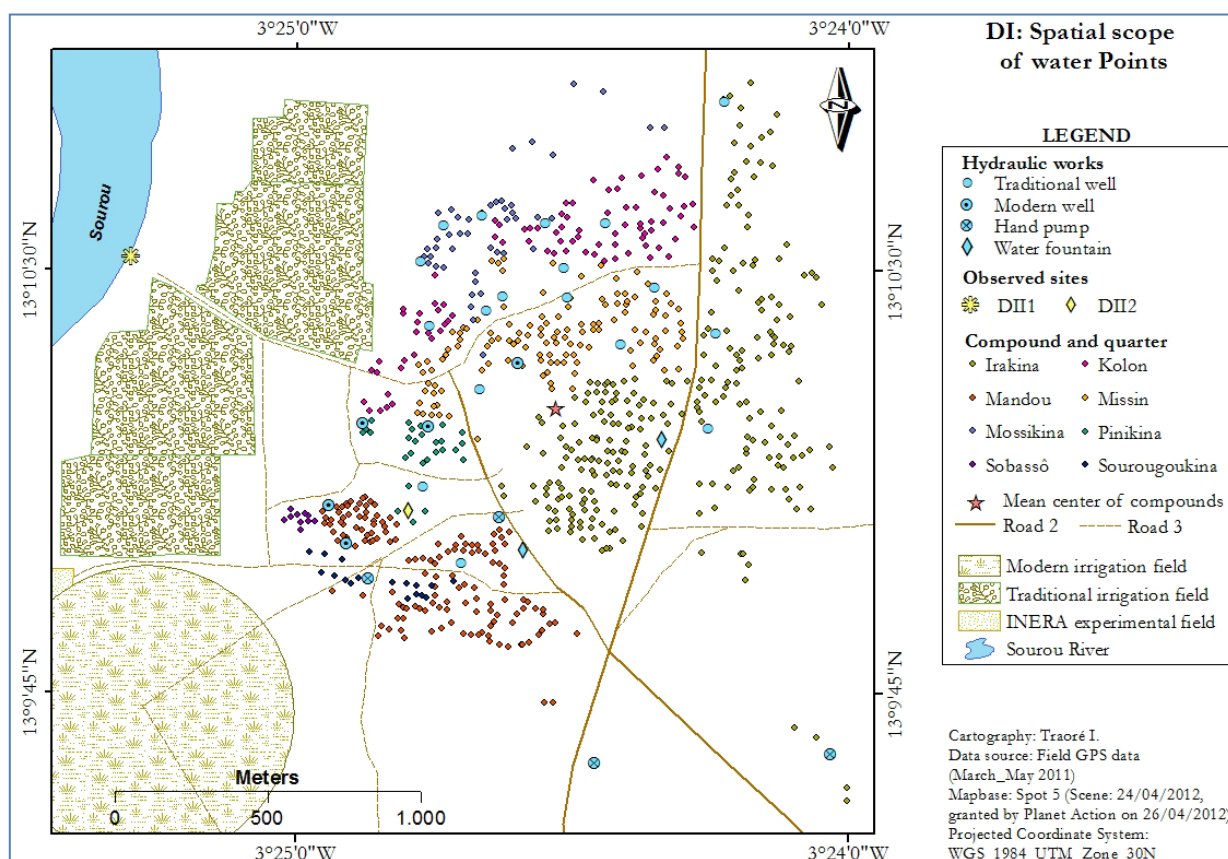 3°25'0"W
3°24'0"W
DI: Spatial scope
of water Points
N
LEGEND
Hydraulic works
Traditional well
Modern well
Hand pump
Water fountain
Observed sites
DII1
DII2
Compound and quarter
Irakina
Kolon
Mandou
Missin
Mossikina
Pinikina
Sobassô
Sourougoukina
Mean center of compounds
Road 2
Road 3
Modern irrigation field
Traditional irrigation field
INERA experimental field
Sourou River
Sourou
13°10'30"N
13°10'30"N
13°9'45"N
13°9'45"N
Meters
0
500
1.000
3°25'0"W
3°24'0"W
Cartography: Traoré I.
Data source: Field GPS data
(March_May 2011)
Mapbase: Spot 5 (Scene: 24/04/2012,
granted by Planet Action on 26/04/2012)
Projected Coordinate System:
WGS_1984_UTM_Zone_30N